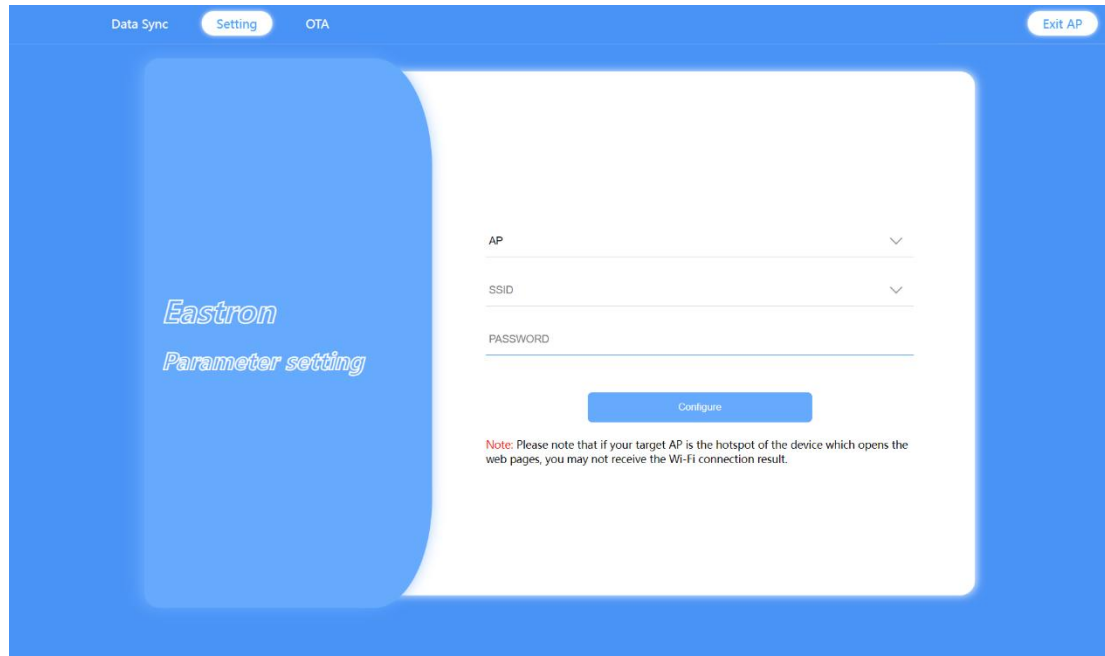 Data Sync
Setting
OTA
Exit AP
Eastron
Parameter setting
AP
SSID
PASSWORD
Configure
Note: Please note that if your target AP is the hotspot of the device which opens the
web pages, you may not receive the Wi-Fi connection result.